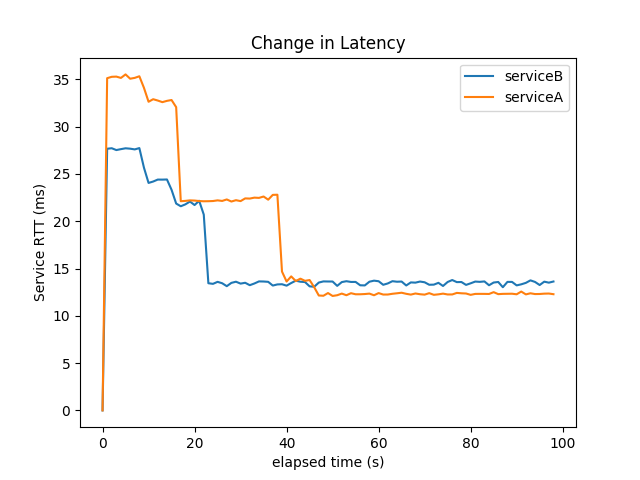 Change in Latency
serviceB
serviceA
Service RTT (ms)
35
30
25
20
15
10
5
0
0 20 40 60 80 100
elapsed time (s)